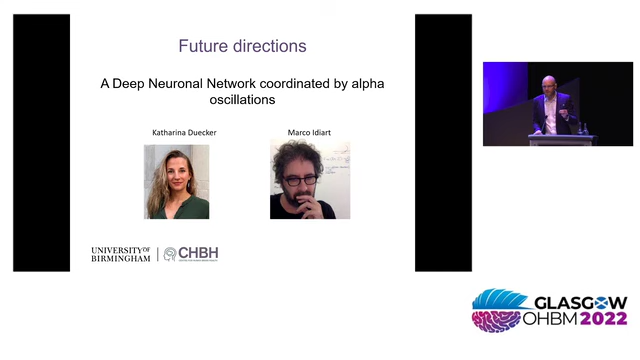 Future directions
A Deep Neuronal Network coordinated by alpha
oscillations
Katharina Duecker
Marco Idiart
UNIVERSITY OF
BIRMINGHAM
CHBH
GLASGOW
OHBM 2022